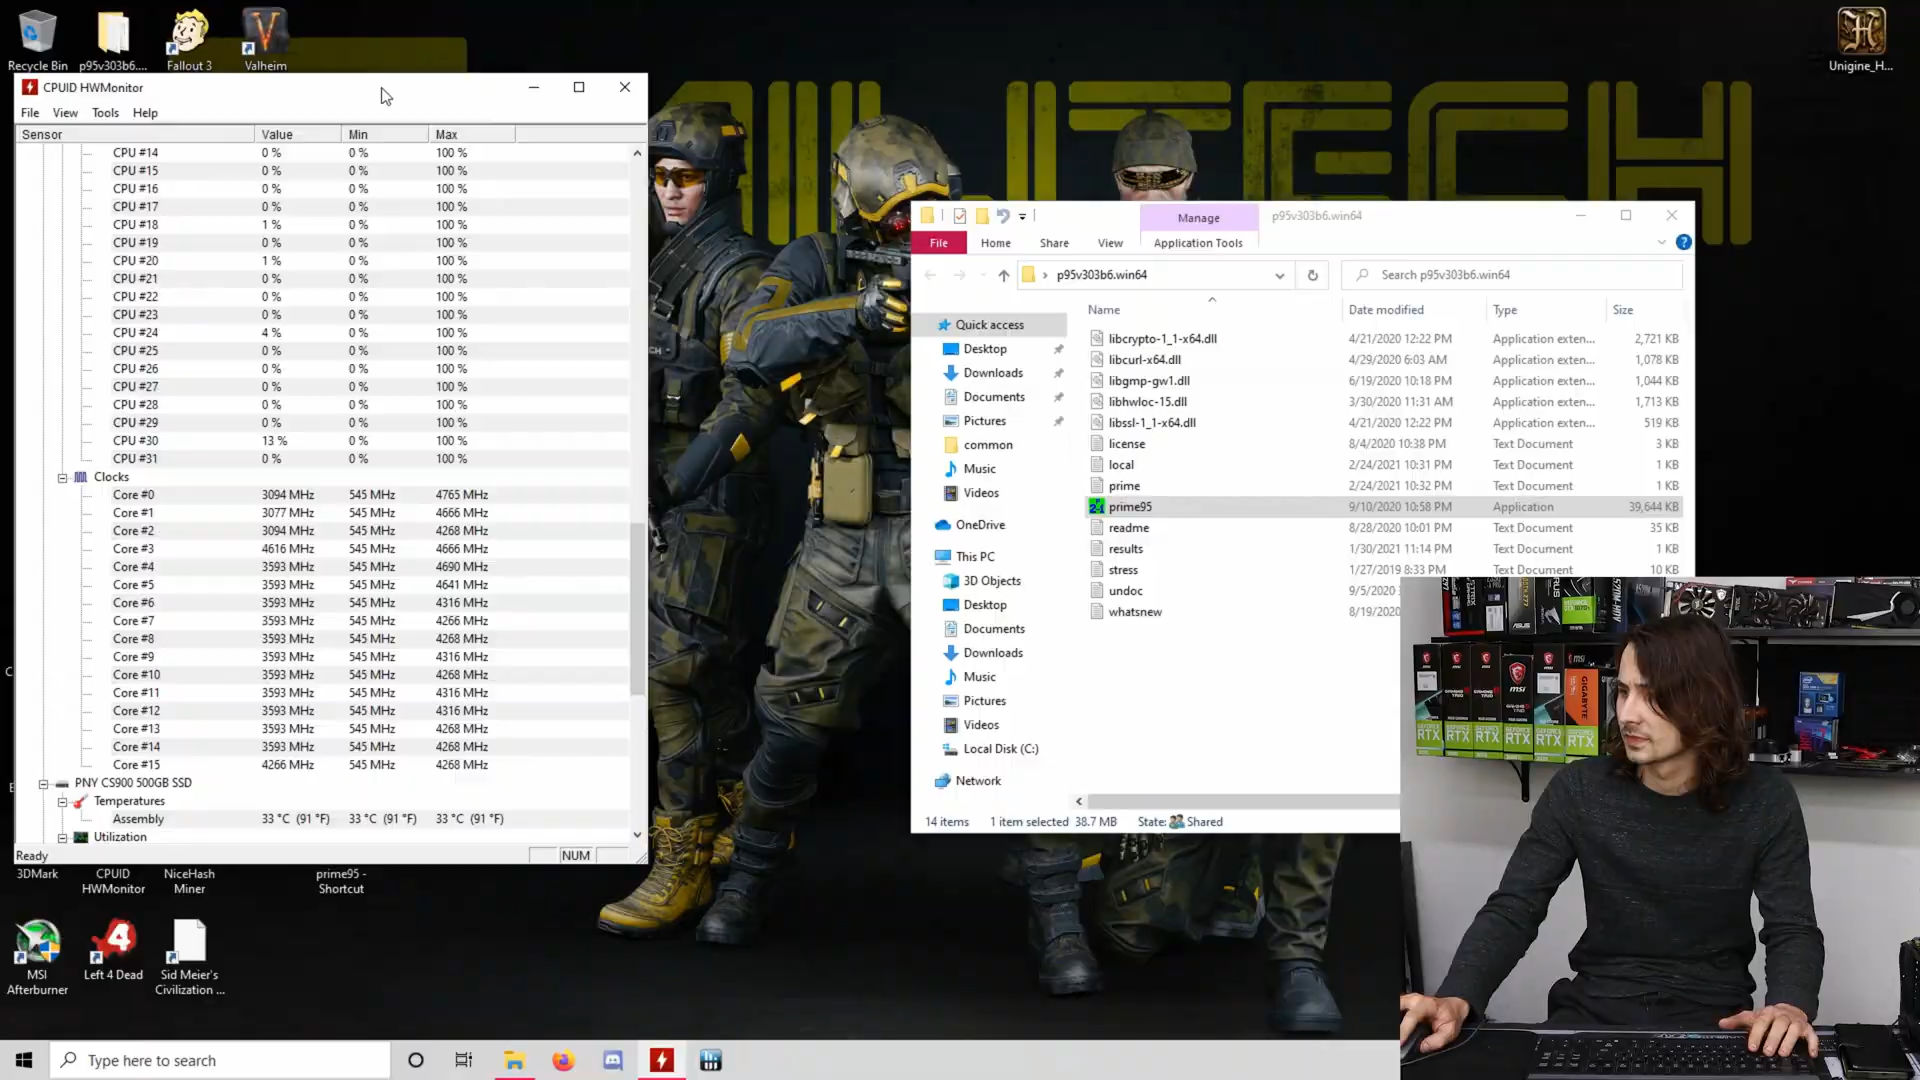 Recycle Bin
p95v303b6....
Fallout 3
Valheim
Unigine_H...
MILITECH
CPUID HWMonitor
File View Tools Help
Sensor Value Min Max
CPU #14 0 % 0 % 100 %
CPU #15 0 % 0 % 100 %
CPU #16 0 % 0 % 100 %
CPU #17 0 % 0 % 100 %
CPU #18 1 % 0 % 100 %
CPU #19 0 % 0 % 100 %
CPU #20 1 % 0 % 100 %
CPU #21 0 % 0 % 100 %
CPU #22 0 % 0 % 100 %
CPU #23 0 % 0 % 100 %
CPU #24 4 % 0 % 100 %
CPU #25 0 % 0 % 100 %
CPU #26 0 % 0 % 100 %
CPU #27 0 % 0 % 100 %
CPU #28 0 % 0 % 100 %
CPU #29 0 % 0 % 100 %
CPU #30 13 % 0 % 100 %
CPU #31 0 % 0 % 100 %
Clocks
Core #0 3094 MHz 545 MHz 4765 MHz
Core #1 3077 MHz 545 MHz 4666 MHz
Core #2 3094 MHz 545 MHz 4268 MHz
Core #3 4616 MHz 545 MHz 4666 MHz
Core #4 3593 MHz 545 MHz 4690 MHz
Core #5 3593 MHz 545 MHz 4641 MHz
Core #6 3593 MHz 545 MHz 4316 MHz
Core #7 3593 MHz 545 MHz 4266 MHz
Core #8 3593 MHz 545 MHz 4268 MHz
Core #9 3593 MHz 545 MHz 4316 MHz
Core #10 3593 MHz 545 MHz 4268 MHz
Core #11 3593 MHz 545 MHz 4316 MHz
Core #12 3593 MHz 545 MHz 4316 MHz
Core #13 3593 MHz 545 MHz 4268 MHz
Core #14 3593 MHz 545 MHz 4268 MHz
Core #15 4266 MHz 545 MHz 4268 MHz
PNY CS900 500GB SSD
Temperatures
Assembly 33 °C (91 °F) 33 °C (91 °F) 33 °C (91 °F)
Utilization
Ready NUM
Manage p95v303b6.win64
File Home Share View Application Tools
p95v303b6.win64
Search p95v303b6.win64
Quick access
Desktop
Downloads
Documents
Pictures
common
Music
Videos
OneDrive
This PC
3D Objects
Desktop
Documents
Downloads
Music
Pictures
Videos
Local Disk (C:)
Network
Name Date modified Type Size
libcrypto-1_1-x64.dll 4/21/2020 12:22 PM Application exten... 2,721 KB
libcurl-x64.dll 4/29/2020 6:03 AM Application exten... 1,078 KB
libgmp-gw1.dll 6/19/2020 10:18 PM Application exten... 1,044 KB
libhwloc-15.dll 3/30/2020 11:31 AM Application exten... 1,713 KB
libssl-1_1-x64.dll 4/21/2020 12:22 PM Application exten... 519 KB
license 8/4/2020 10:38 PM Text Document 3 KB
local 2/24/2021 10:31 PM Text Document 1 KB
prime 2/24/2021 10:32 PM Text Document 1 KB
prime95 9/10/2020 10:58 PM Application 39,644 KB
readme 8/28/2020 10:01 PM Text Document 35 KB
results 1/30/2021 11:14 PM Text Document 1 KB
stress 1/27/2019 8:33 PM Text Document 10 KB
undoc 9/5/2020
whatsnew 8/19/2020
14 items 1 item selected 38.7 MB State: Shared
msi
GIGABYTE
GEFORCE
RTX
3DMark
CPUID HWMonitor
NiceHash Miner
prime95 - Shortcut
MSI Afterburner
Left 4 Dead
Sid Meier's Civilization ...
Type here to search